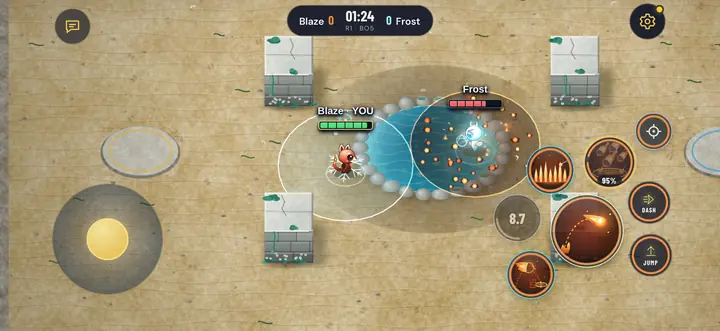 Blaze 0 01:24 0 Frost
R1 · BO5
Frost
Blaze · YOU
95%
8.7
DASH
JUMP